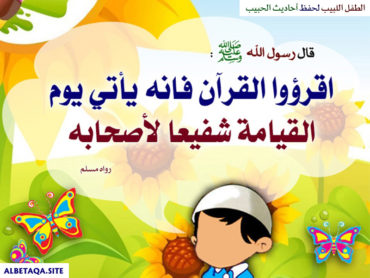 الطفل اللبيب لحفظ أحاديث الحبيب
قال رسول الله ﷺ :
اقرؤوا القرآن فانه يأتي يوم
القيامة شفيعا لأصحابه
رواه مسلم
ALBETAQA.SITE